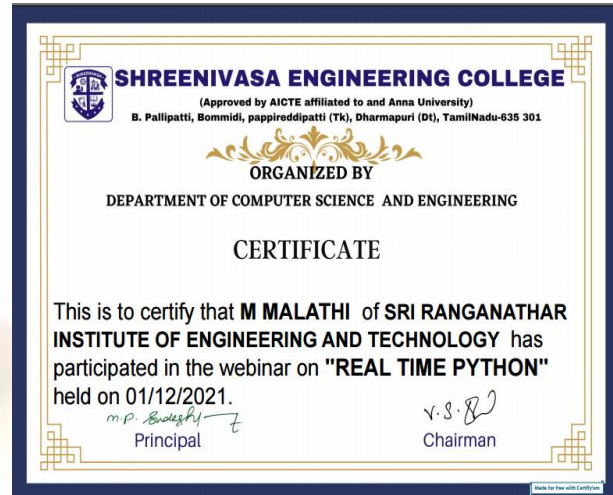 SHREENIVASA ENGINEERING COLLEGE
(Approved by AICTE affiliated to and Anna University)
B. Pallipatti, Bommidi, pappireddipatti (Tk), Dharmapuri (Dt), TamilNadu-635 301
ORGANIZED BY
DEPARTMENT OF COMPUTER SCIENCE AND ENGINEERING
CERTIFICATE
This is to certify that M MALATHI of SRI RANGANATHAR
INSTITUTE OF ENGINEERING AND TECHNOLOGY has
participated in the webinar on "REAL TIME PYTHON"
held on 01/12/2021.
Principal
Chairman
Made for free with Certify'em